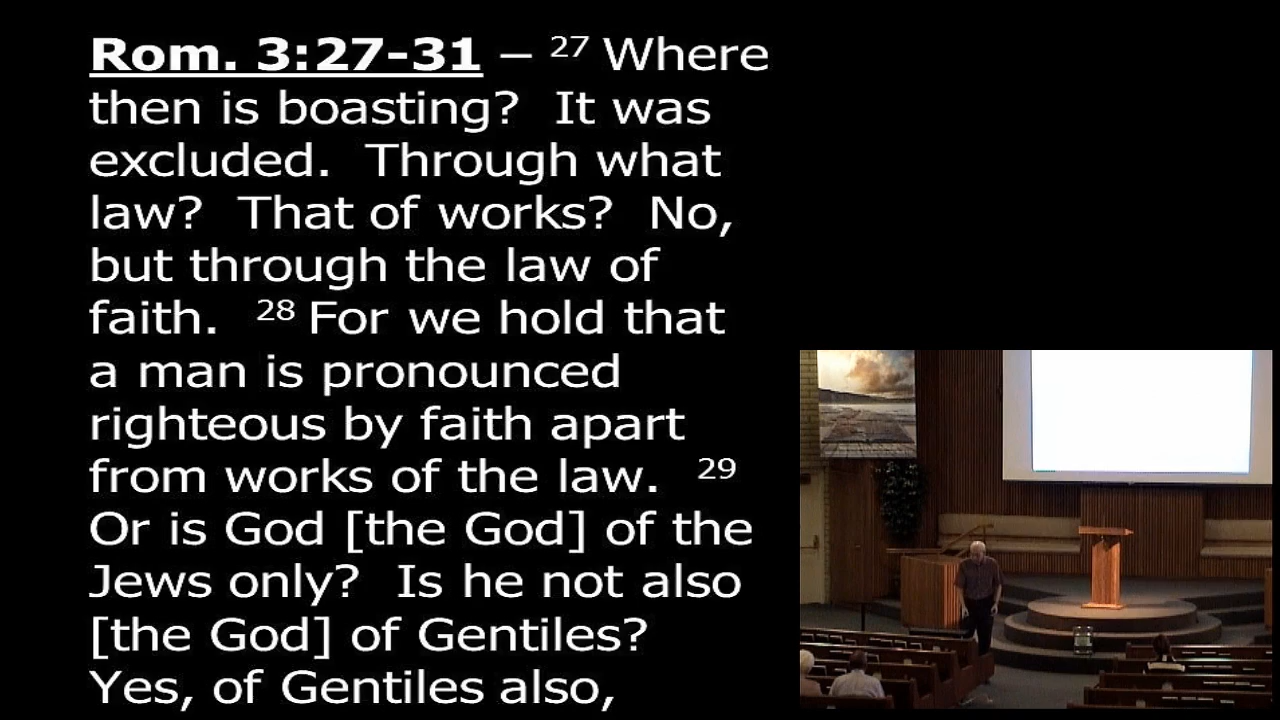 Rom. 3:27-31 – 27 Where
then is boasting?  It was
excluded.  Through what
law?  That of works?  No,
but through the law of
faith.  28 For we hold that
a man is pronounced
righteous by faith apart
from works of the law.  29
Or is God [the God] of the
Jews only?  Is he not also
[the God] of Gentiles?
Yes, of Gentiles also,